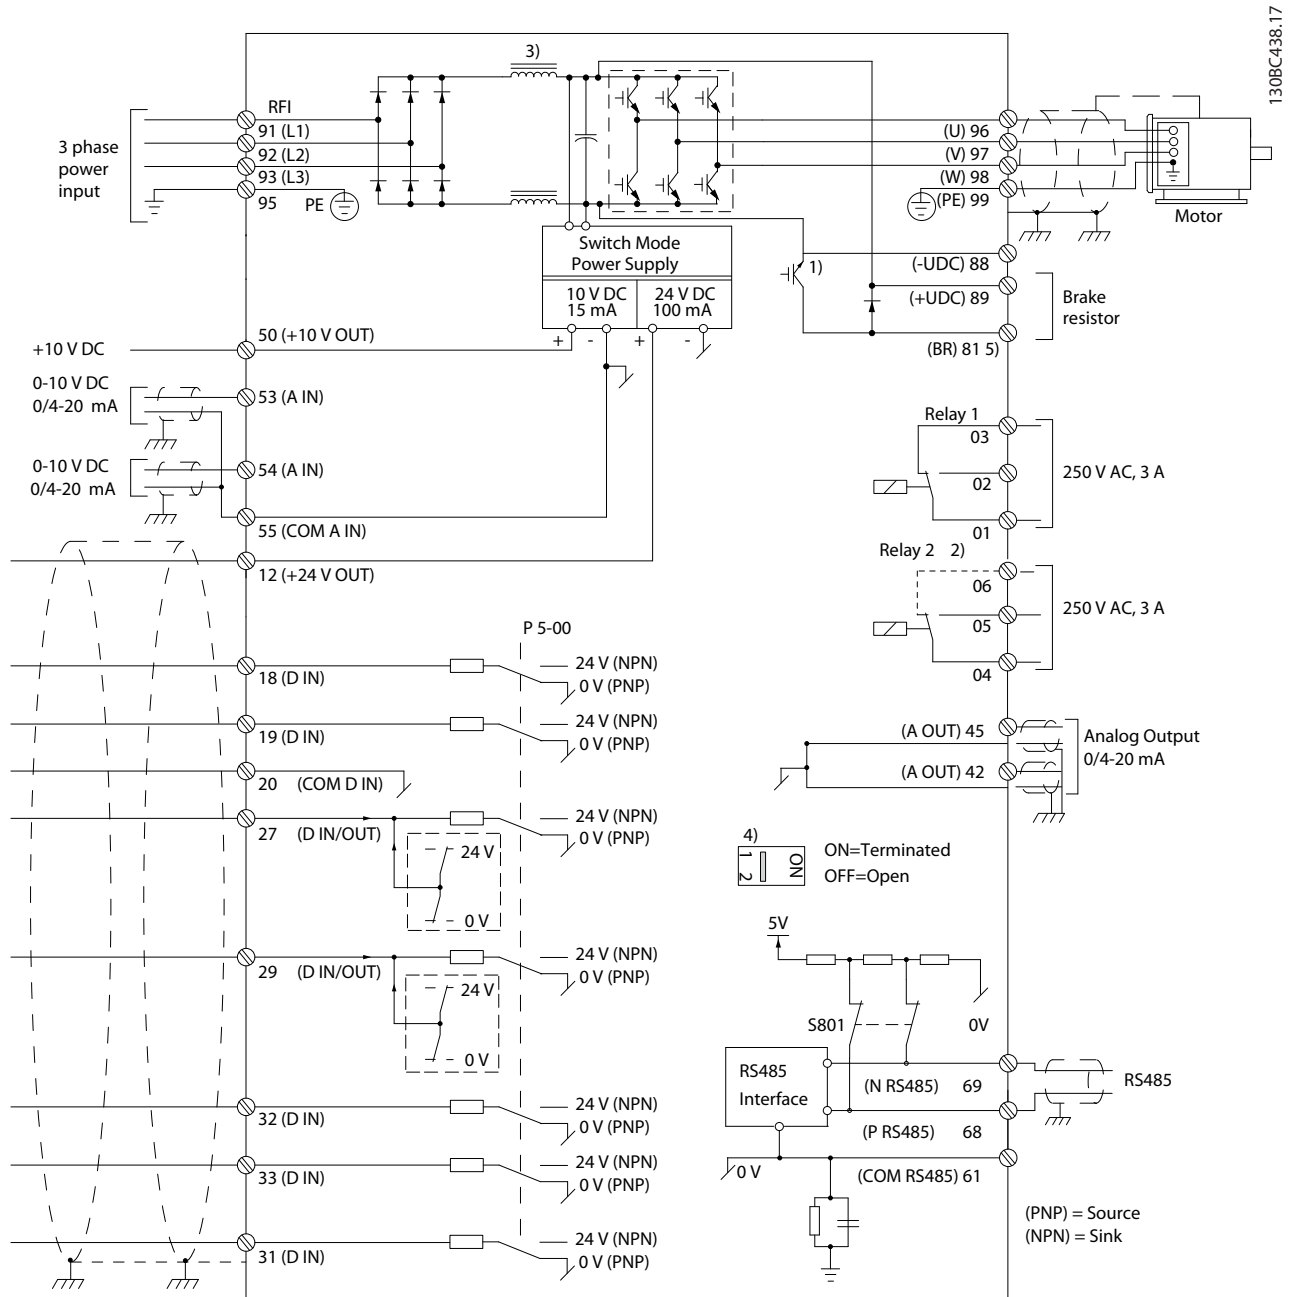 130BC438.17
3)
3 phase
power
input
RFI
91 (L1)
92 (L2)
93 (L3)
95
PE
(U) 96
(V) 97
(W) 98
(PE) 99
Motor
Switch Mode
Power Supply
10 V DC
15 mA
24 V DC
100 mA
+ - + -
1)
(-UDC) 88
(+UDC) 89
(BR) 81 5)
Brake
resistor
+10 V DC
50 (+10 V OUT)
0-10 V DC
0/4-20 mA
53 (A IN)
0-10 V DC
0/4-20 mA
54 (A IN)
55 (COM A IN)
12 (+24 V OUT)
Relay 1
03
02
01
250 V AC, 3 A
Relay 2 2)
06
05
04
250 V AC, 3 A
P 5-00
18 (D IN)
24 V (NPN)
0 V (PNP)
19 (D IN)
24 V (NPN)
0 V (PNP)
20 (COM D IN)
27 (D IN/OUT)
24 V (NPN)
0 V (PNP)
24 V
0 V
29 (D IN/OUT)
24 V (NPN)
0 V (PNP)
24 V
0 V
32 (D IN)
24 V (NPN)
0 V (PNP)
33 (D IN)
24 V (NPN)
0 V (PNP)
31 (D IN)
24 V (NPN)
0 V (PNP)
(A OUT) 45
(A OUT) 42
Analog Output
0/4-20 mA
4)
1 2
ON
ON=Terminated
OFF=Open
5V
S801
0V
RS485
Interface
(N RS485) 69
(P RS485) 68
RS485
0 V
(COM RS485) 61
(PNP) = Source
(NPN) = Sink